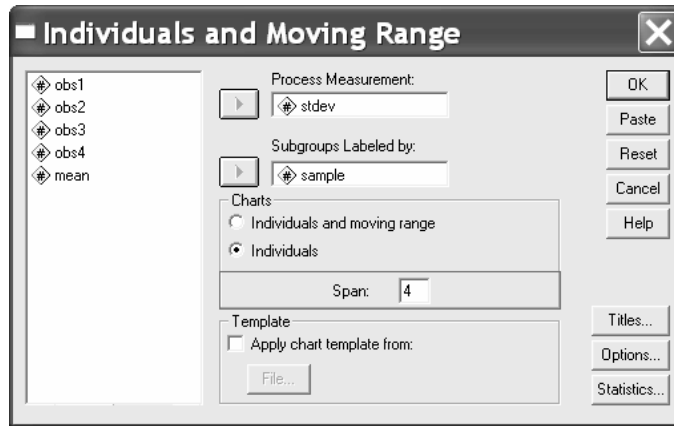 Individuals and Moving Range
obs1
obs2
obs3
obs4
mean
Process Measurement:
stdev
Subgroups Labeled by:
sample
Charts
Individuals and moving range
Individuals
Span: 4
Template
Apply chart template from:
File...
OK
Paste
Reset
Cancel
Help
Titles...
Options...
Statistics...